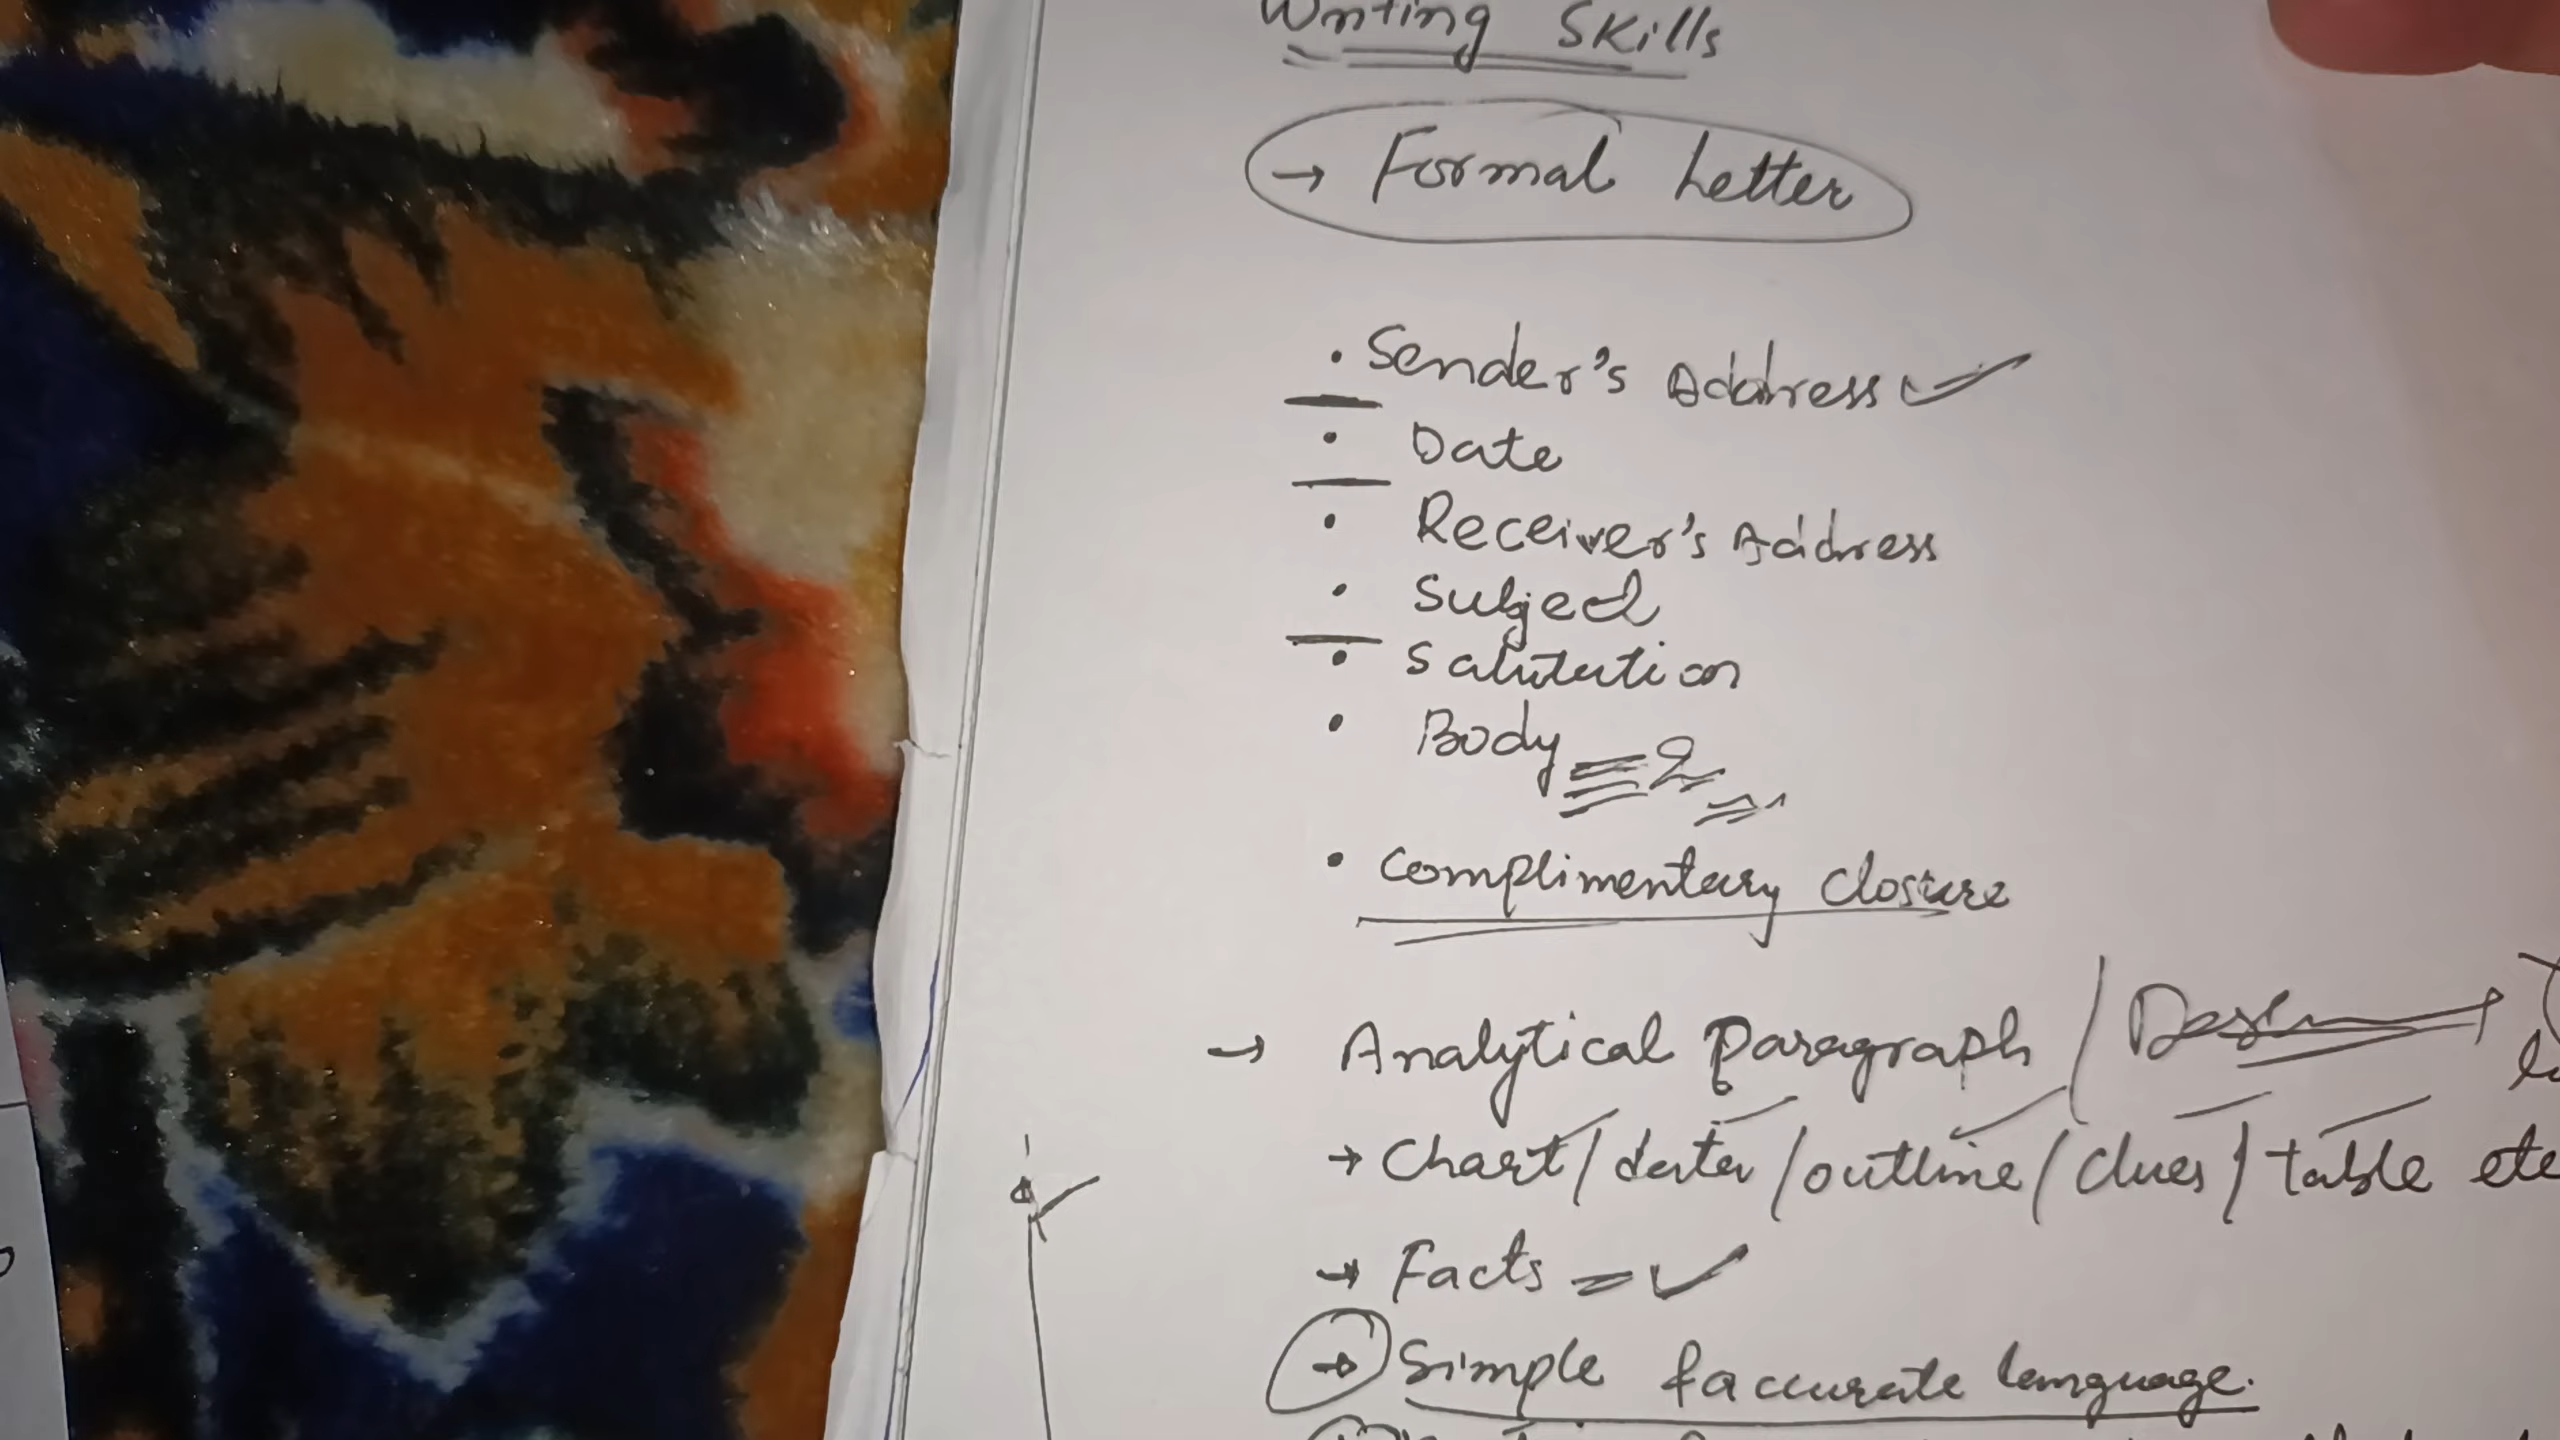 Writing Skills
→ Formal Letter
• Sender's Address ✓
• Date
• Receiver's Address
• Subject
• Salutation
• Body
• Complimentary Closure
→ Analytical Paragraph /
→ Chart / data / outline / clues / table etc
→ Facts = ✓
→ Simple & accurate language.